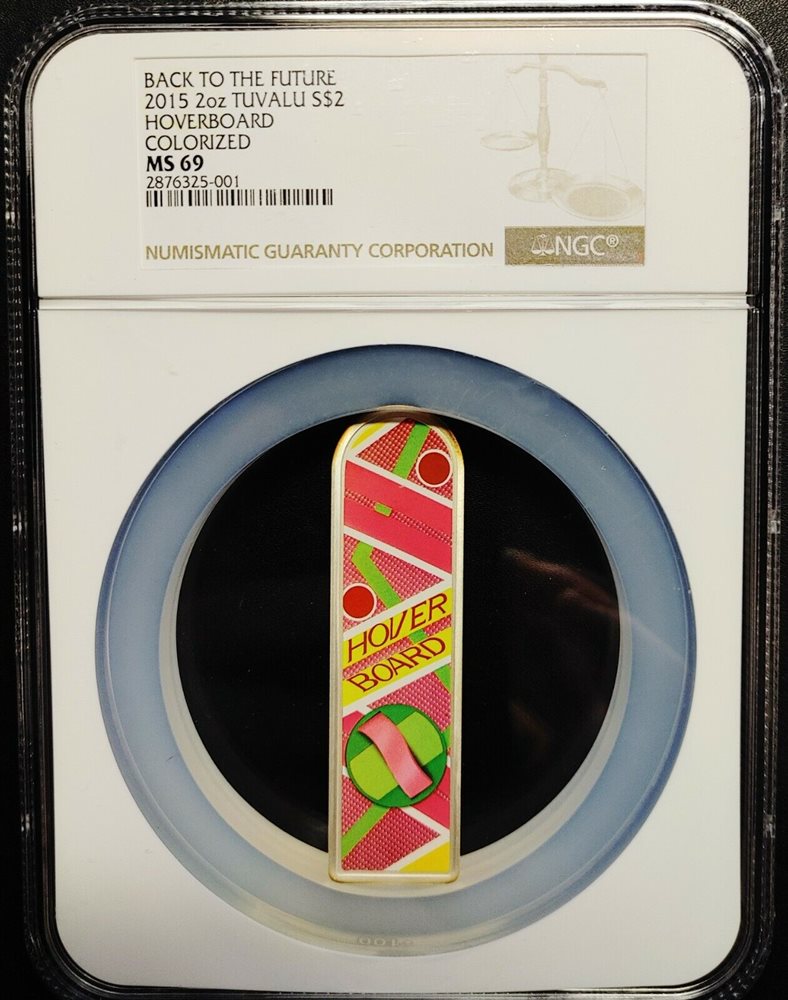 BACK TO THE FUTURE
2015 2oz TUVALU S$2
HOVERBOARD
COLORIZED
MS 69
2876325-001
NUMISMATIC GUARANTY CORPORATION
NGC®
HOVER
BOARD